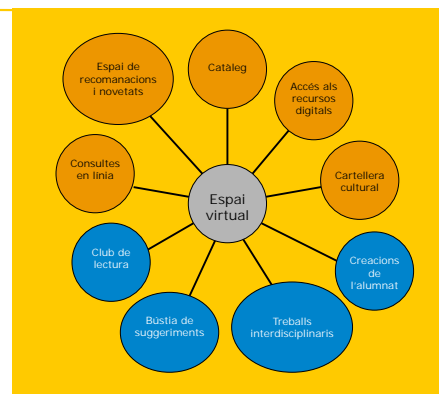 Espai de
recomanacions
i novetats
Catàleg
Accés als
recursos
digitals
Consultes
en línia
Cartellera
cultural
Espai
virtual
Club de
lectura
Creacions
de
l'alumnat
Bústia de
suggeriments
Treballs
interdisciplinaris